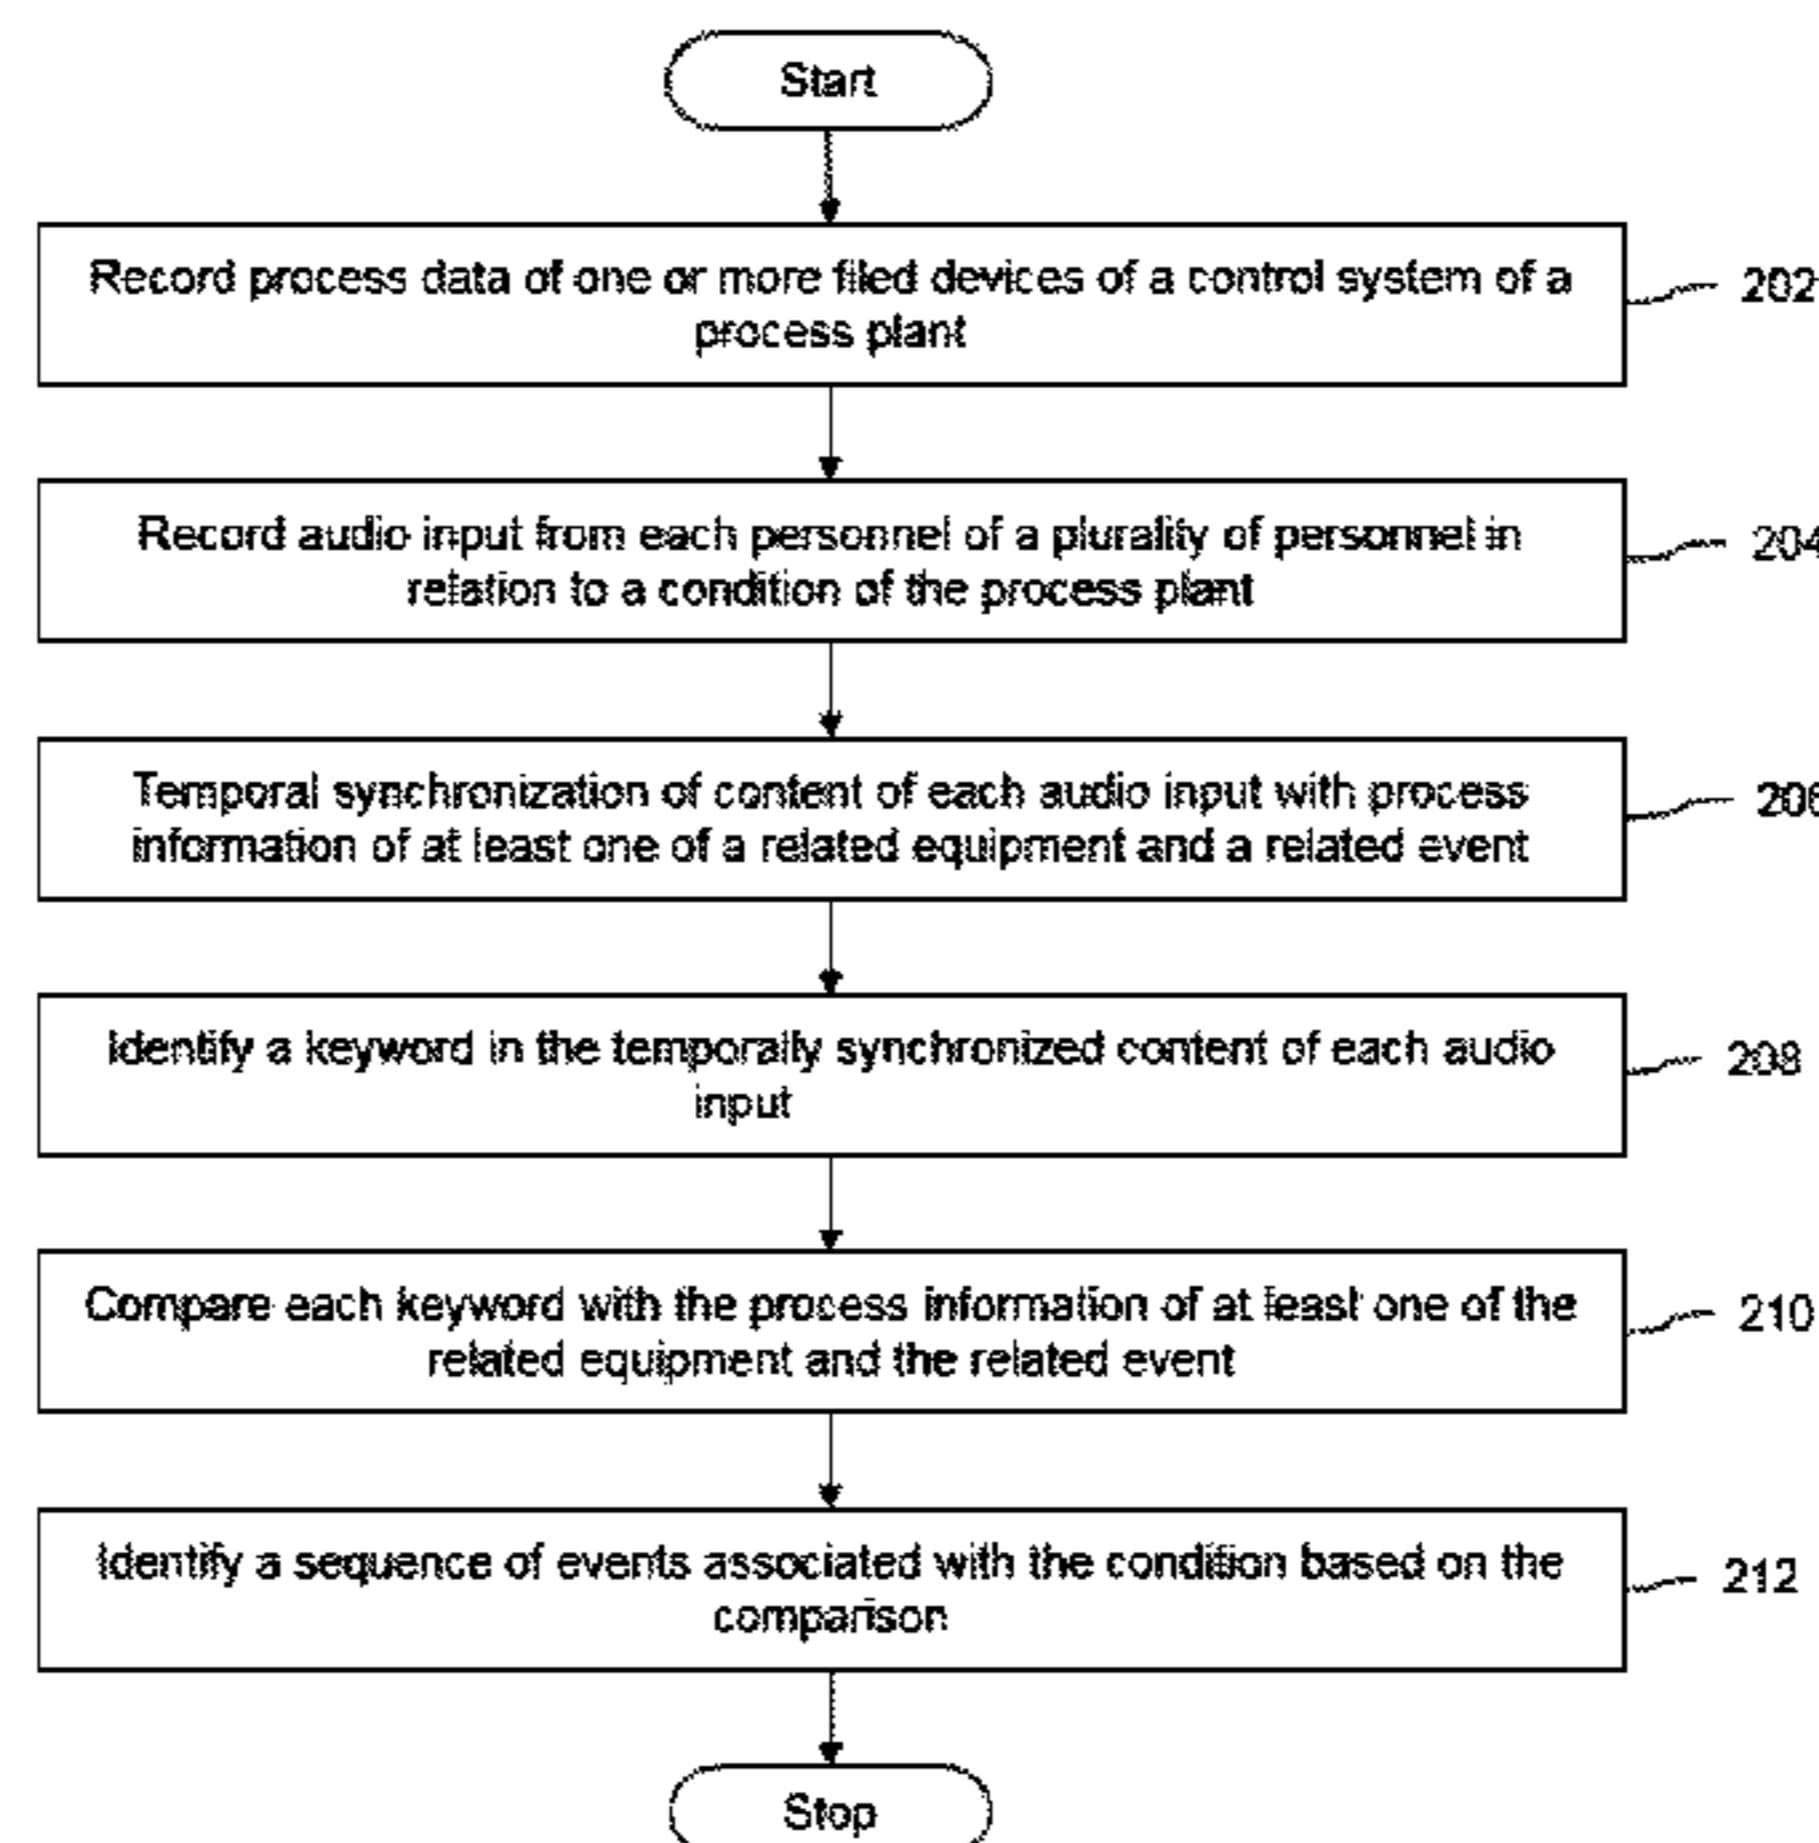 Start
Record process data of one or more filed devices of a control system of a
process plant
202
Record audio input from each personnel of a plurality of personnel in
relation to a condition of the process plant
204
Temporal synchronization of content of each audio input with process
information of at least one of a related equipment and a related event
206
Identify a keyword in the temporally synchronized content of each audio
input
208
Compare each keyword with the process information of at least one of the
related equipment and the related event
210
Identify a sequence of events associated with the condition based on the
comparison
212
Stop